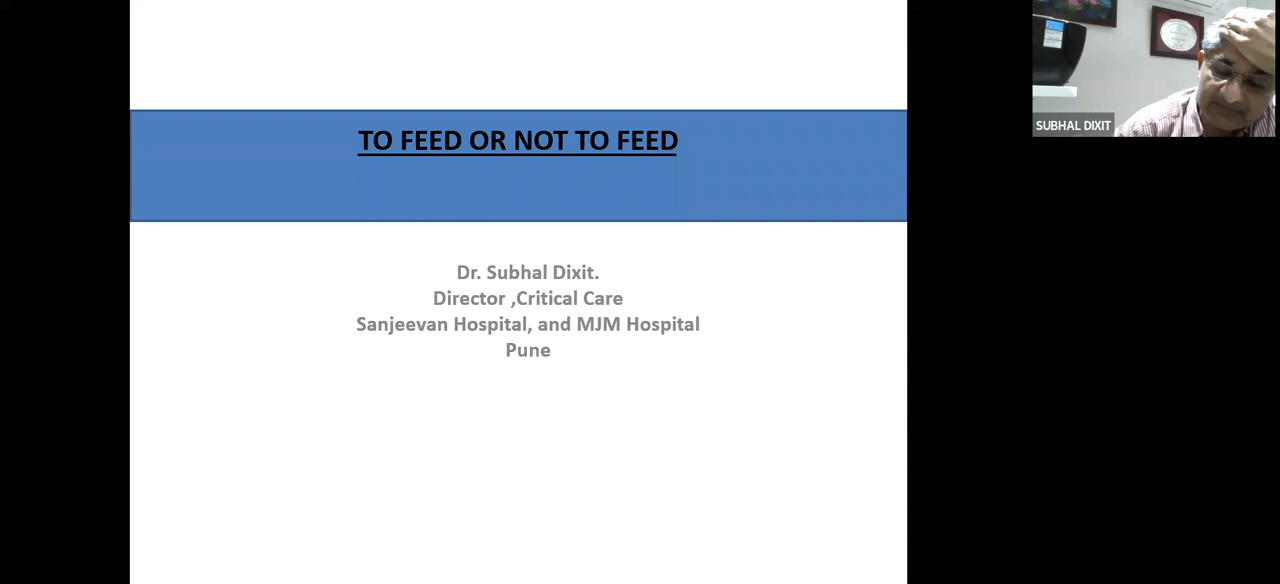 TO FEED OR NOT TO FEED
Dr. Subhal Dixit.
Director ,Critical Care
Sanjeevan Hospital, and MJM Hospital
Pune
SUBHAL DIXIT